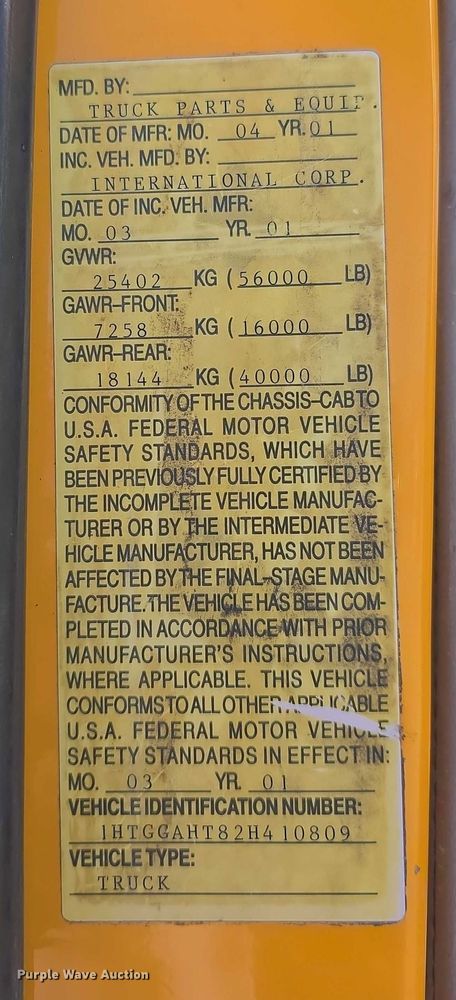 MFD. BY:
TRUCK PARTS & EQUIP.
DATE OF MFR: MO. 04 YR. 01
INC. VEH. MFD. BY:
INTERNATIONAL CORP.
DATE OF INC. VEH. MFR:
MO. 03 YR. 01
GVWR:
25402 KG (56000 LB)
GAWR-FRONT:
7258 KG (16000 LB)
GAWR-REAR:
18144 KG (40000 LB)
CONFORMITY OF THE CHASSIS-CAB TO
U.S.A. FEDERAL MOTOR VEHICLE
SAFETY STANDARDS, WHICH HAVE
BEEN PREVIOUSLY FULLY CERTIFIED BY
THE INCOMPLETE VEHICLE MANUFAC-
TURER OR BY THE INTERMEDIATE VE-
HICLE MANUFACTURER, HAS NOT BEEN
AFFECTED BY THE FINAL-STAGE MANU-
FACTURE. THE VEHICLE HAS BEEN COM-
PLETED IN ACCORDANCE WITH PRIOR
MANUFACTURER'S INSTRUCTIONS,
WHERE APPLICABLE. THIS VEHICLE
CONFORMS TO ALL OTHER APPLICABLE
U.S.A. FEDERAL MOTOR VEHICLE
SAFETY STANDARDS IN EFFECT IN:
MO. 03 YR. 01
VEHICLE IDENTIFICATION NUMBER:
1HTGGAHT82H410809
VEHICLE TYPE:
TRUCK
Purple Wave Auction